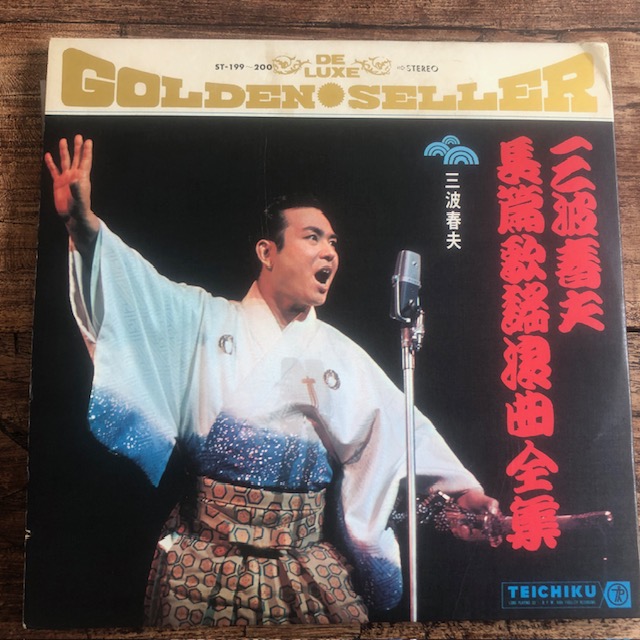 ST-199~200
DE LUXE
STEREO
GOLDEN SELLER
三波春夫
長篇歌謡浪曲全集
三波春夫
TEICHIKU